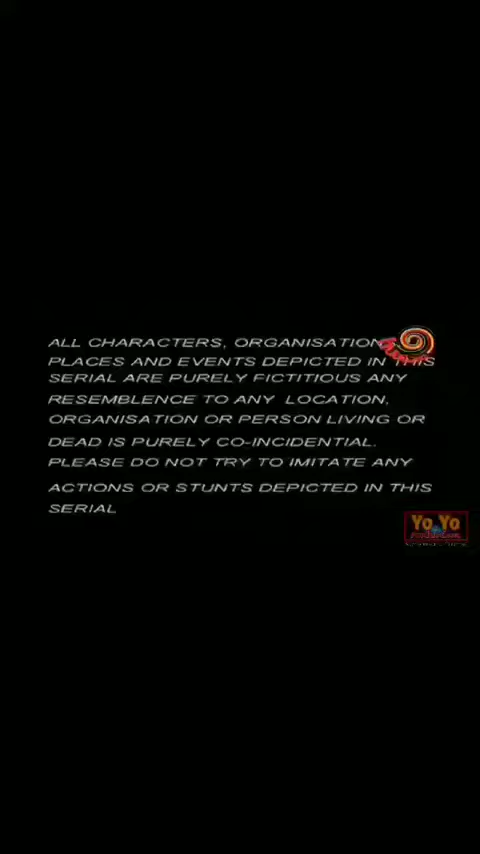 ALL CHARACTERS, ORGANISATION
PLACES AND EVENTS DEPICTED IN THIS
SERIAL ARE PURELY FICTITIOUS ANY
RESEMBLENCE TO ANY LOCATION,
ORGANISATION OR PERSON LIVING OR
DEAD IS PURELY CO-INCIDENTIAL.
PLEASE DO NOT TRY TO IMITATE ANY
ACTIONS OR STUNTS DEPICTED IN THIS
SERIAL
Yo Yo